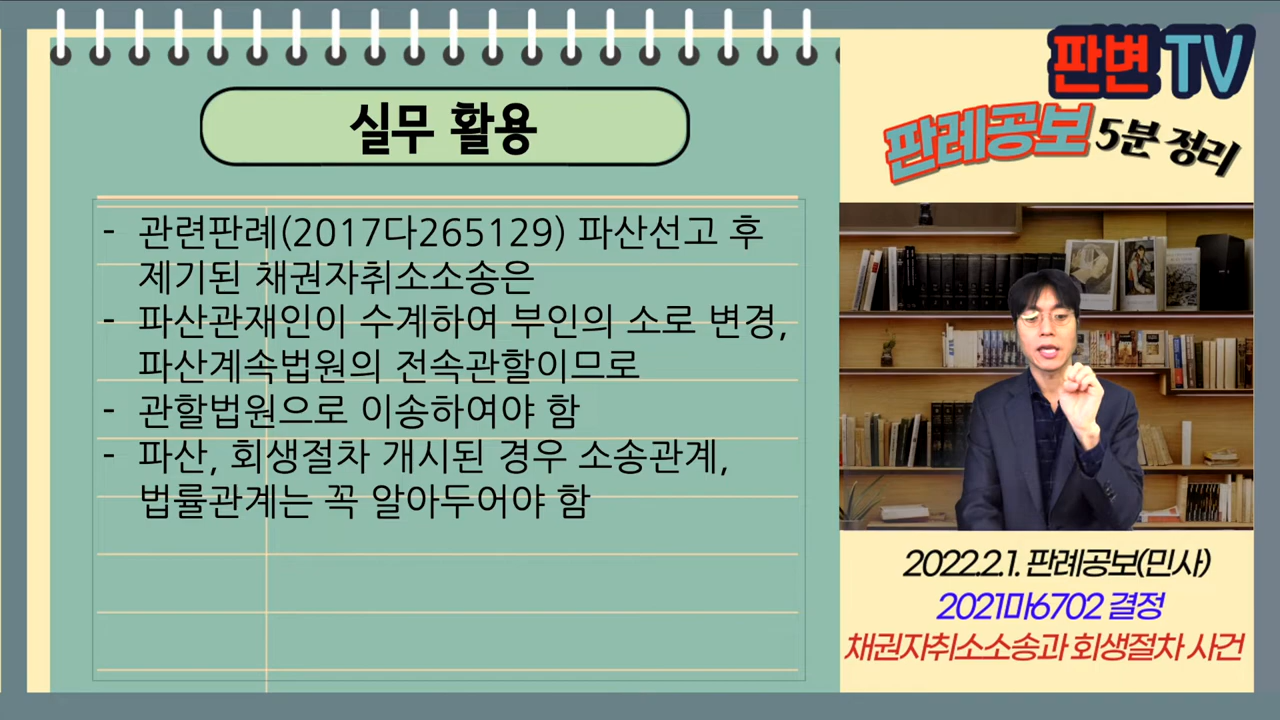 실무 활용
- 관련판례(2017다265129) 파산선고 후
제기된 채권자취소소송은
- 파산관재인이 수계하여 부인의 소로 변경,
파산계속법원의 전속관할이므로
- 관할법원으로 이송하여야 함
- 파산, 회생절차 개시된 경우 소송관계,
법률관계는 꼭 알아두어야 함
판변 TV
판례공보 5분 정리
2022.2.1. 판례공보(민사)
2021마6702 결정
채권자취소소송과 회생절차 사건